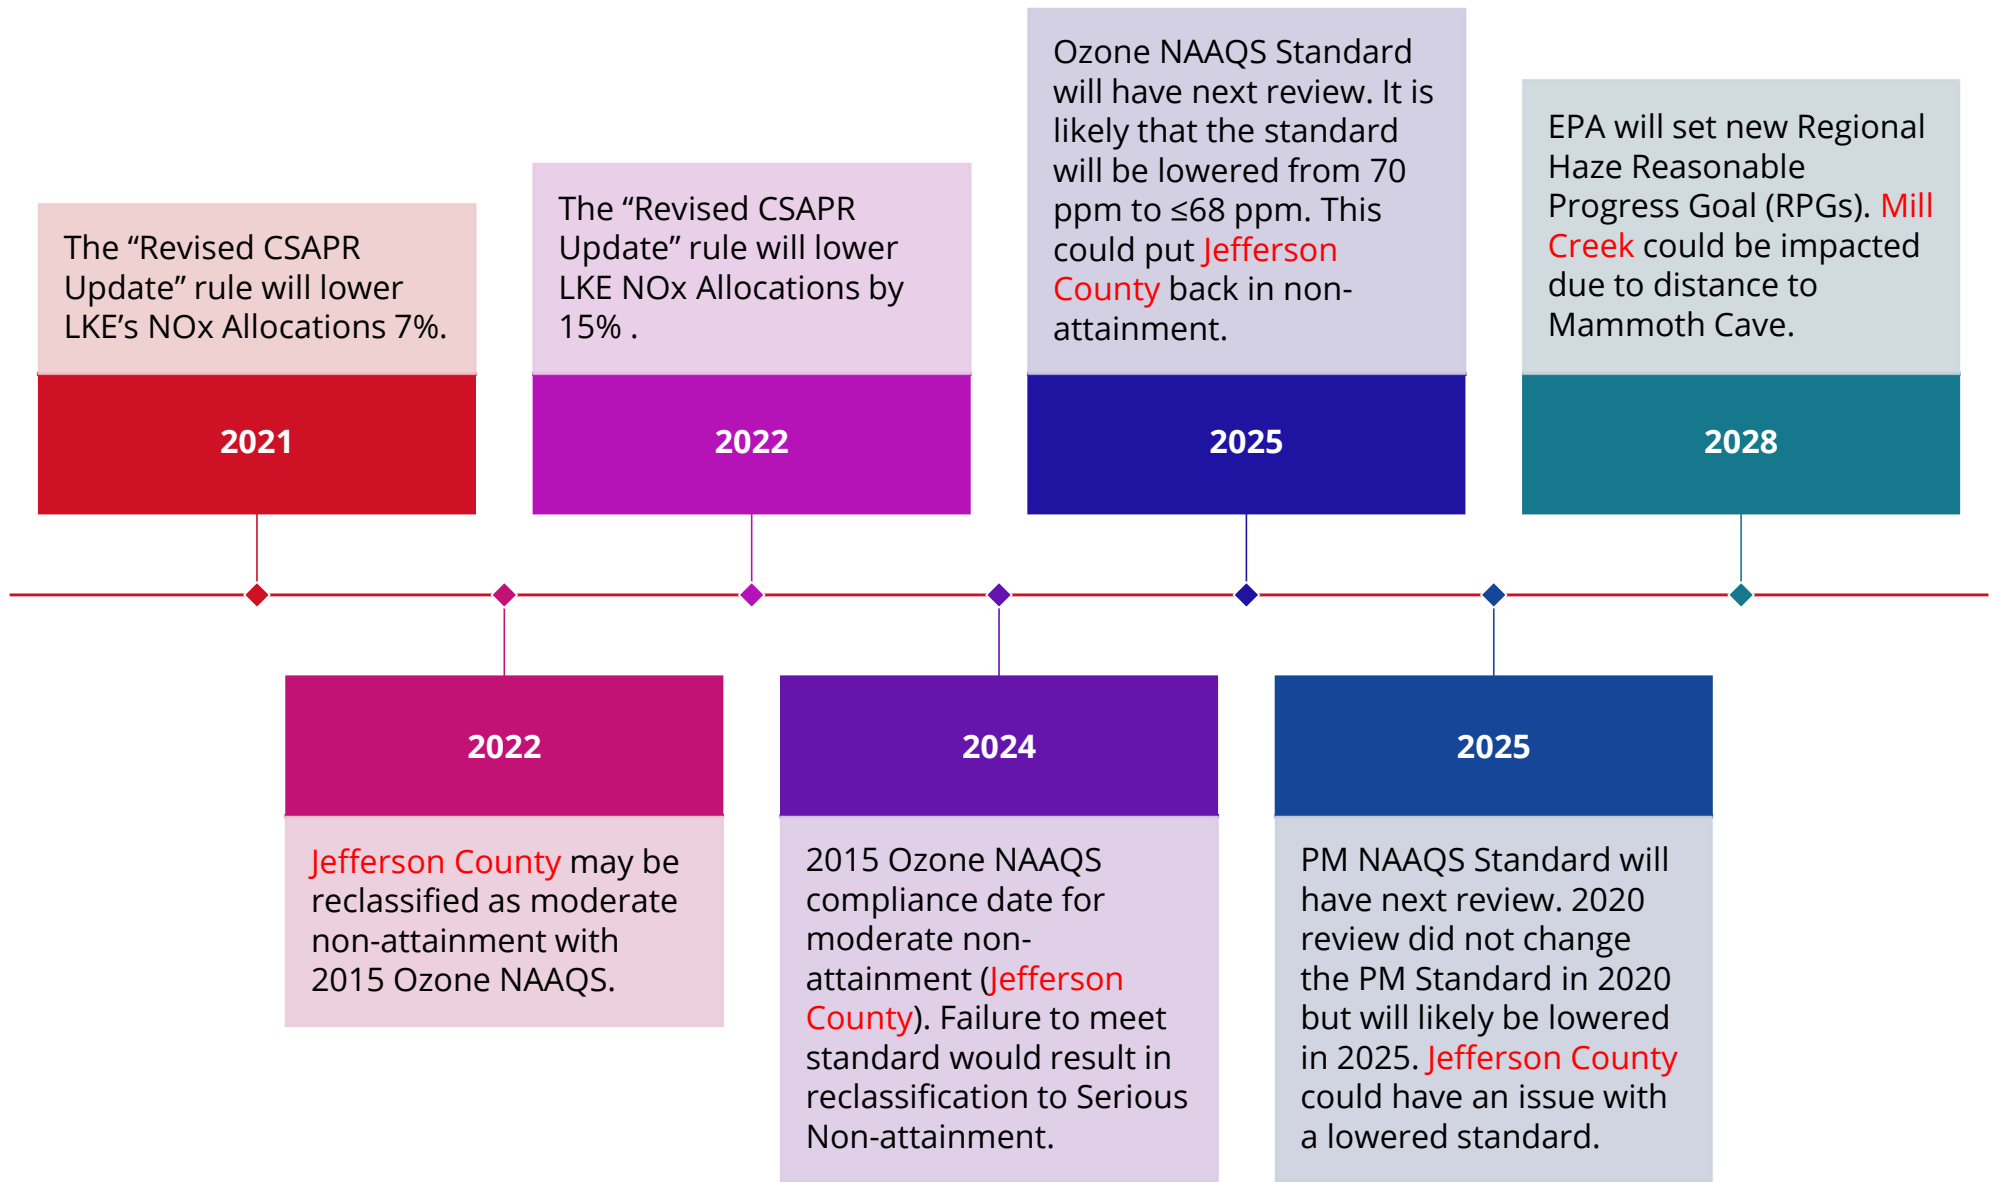 The “Revised CSAPR
Update” rule will lower
LKE’s NOx Allocations 7%.
2021
Jefferson County may be
reclassified as moderate
non-attainment with
2015 Ozone NAAQS.
2022
The “Revised CSAPR
Update” rule will lower
LKE NOx Allocations by
15% .
2022
2024
2015 Ozone NAAQS
compliance date for
moderate non-
attainment (Jefferson
County). Failure to meet
standard would result in
reclassification to Serious
Non-attainment.
Ozone NAAQS Standard
will have next review. It is
likely that the standard
will be lowered from 70
ppm to ≤68 ppm. This
could put Jefferson
County back in non-
attainment.
2025
2025
PM NAAQS Standard will
have next review. 2020
review did not change
the PM Standard in 2020
but will likely be lowered
in 2025. Jefferson County
could have an issue with
a lowered standard.
EPA will set new Regional
Haze Reasonable
Progress Goal (RPGs). Mill
Creek could be impacted
due to distance to
Mammoth Cave.
2028